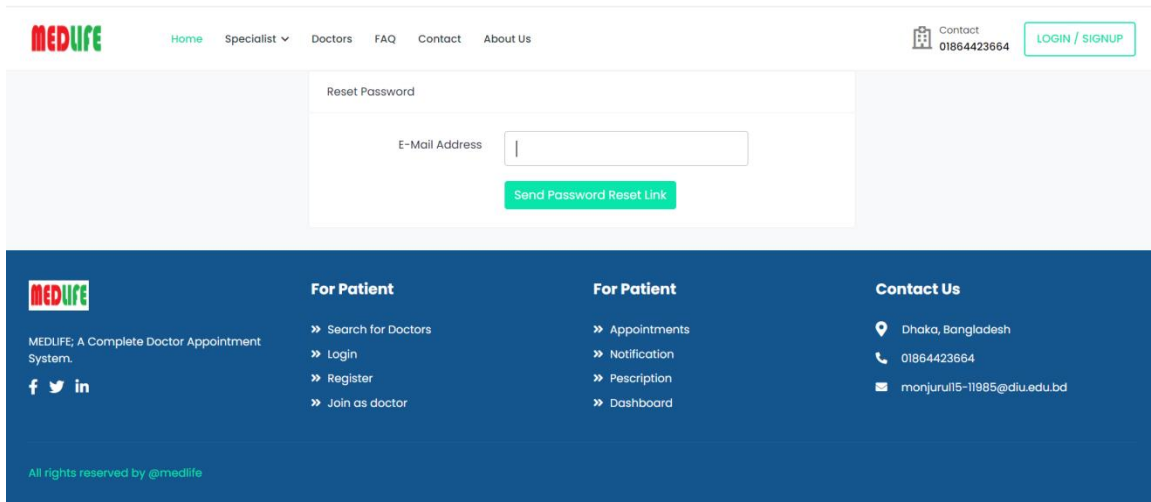 MEDLIFE
Home Specialist Doctors FAQ Contact About Us
Contact
01864423664
LOGIN / SIGNUP
Reset Password
E-Mail Address
Send Password Reset Link
MEDLIFE
MEDLIFE; A Complete Doctor Appointment
System.
For Patient
Search for Doctors
Login
Register
Join as doctor
For Patient
Appointments
Notification
Pescription
Dashboard
Contact Us
Dhaka, Bangladesh
01864423664
monjurul15-11985@diu.edu.bd
All rights reserved by @medlife